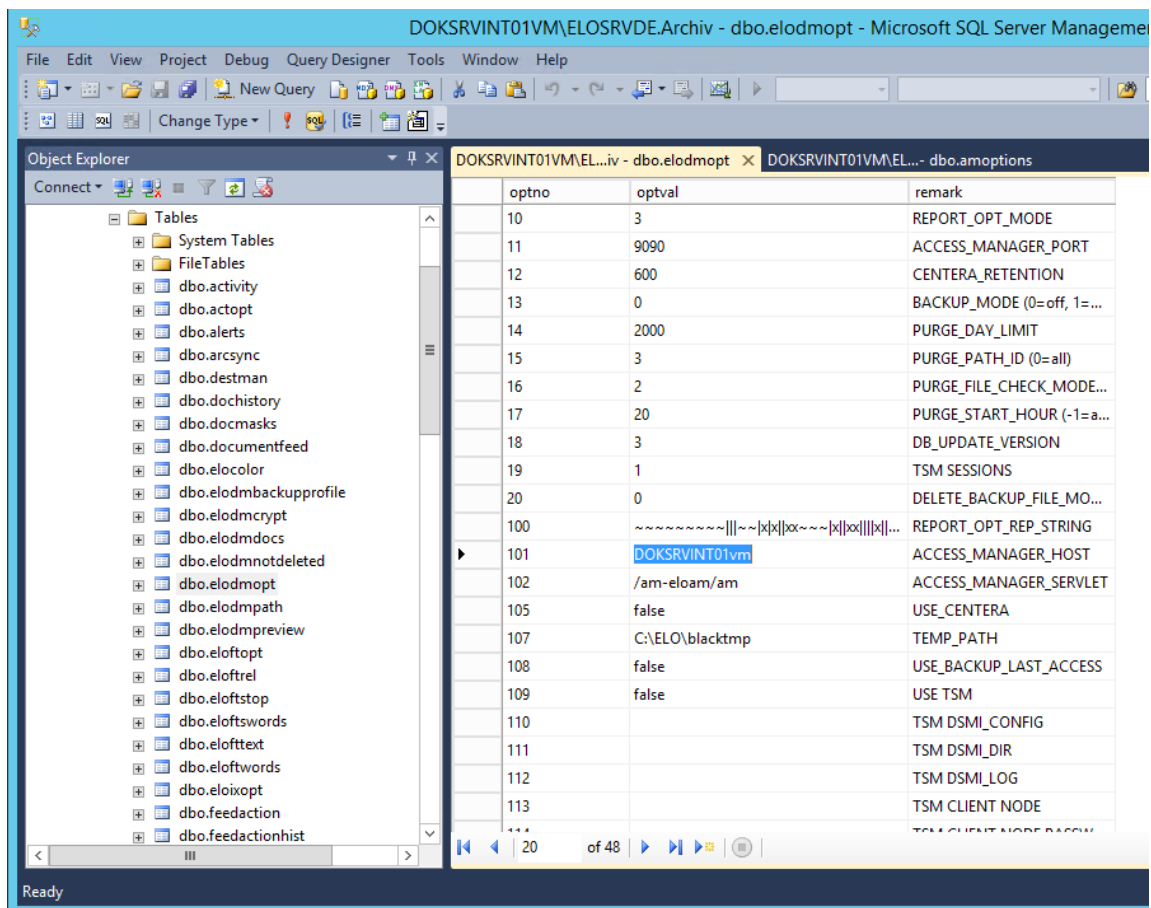 DOKSRVINT01VM\ELOSRVDE.Archiv - dbo.elodmopt - Microsoft SQL Server Manageme
File Edit View Project Debug Query Designer Tools Window Help
New Query
Change Type
Object Explorer
DOKSRVINT01VM\EL...iv - dbo.elodmopt DOKSRVINT01VM\EL...- dbo.amoptions
Connect
Tables
System Tables
FileTables
dbo.activity
dbo.actopt
dbo.alerts
dbo.arcsync
dbo.destman
dbo.dochistory
dbo.docmasks
dbo.documentfeed
dbo.elocolor
dbo.elodmbackupprofile
dbo.elodmcrypt
dbo.elodmdocs
dbo.elodmnotdeleted
dbo.elodmopt
dbo.elodmpath
dbo.elodmpreview
dbo.eloftopt
dbo.eloftrel
dbo.eloftstop
dbo.eloftswords
dbo.elofttext
dbo.eloftwords
dbo.eloixopt
dbo.feedaction
dbo.feedactionhist
optno optval remark
10 3 REPORT_OPT_MODE
11 9090 ACCESS_MANAGER_PORT
12 600 CENTERA_RETENTION
13 0 BACKUP_MODE (0=off, 1=...
14 2000 PURGE_DAY_LIMIT
15 3 PURGE_PATH_ID (0=all)
16 2 PURGE_FILE_CHECK_MODE...
17 20 PURGE_START_HOUR (-1=a...
18 3 DB_UPDATE_VERSION
19 1 TSM SESSIONS
20 0 DELETE_BACKUP_FILE_MO...
100 ~~~~~~~~~|||~~|x|x||xx~~~|x||xx||||x||... REPORT_OPT_REP_STRING
101 DOKSRVINT01vm ACCESS_MANAGER_HOST
102 /am-eloam/am ACCESS_MANAGER_SERVLET
105 false USE_CENTERA
107 C:\ELO\blacktmp TEMP_PATH
108 false USE_BACKUP_LAST_ACCESS
109 false USE TSM
110 TSM DSMI_CONFIG
111 TSM DSMI_DIR
112 TSM DSMI_LOG
113 TSM CLIENT NODE
114 TSM CLIENT NODE PASSW...
20 of 48
Ready